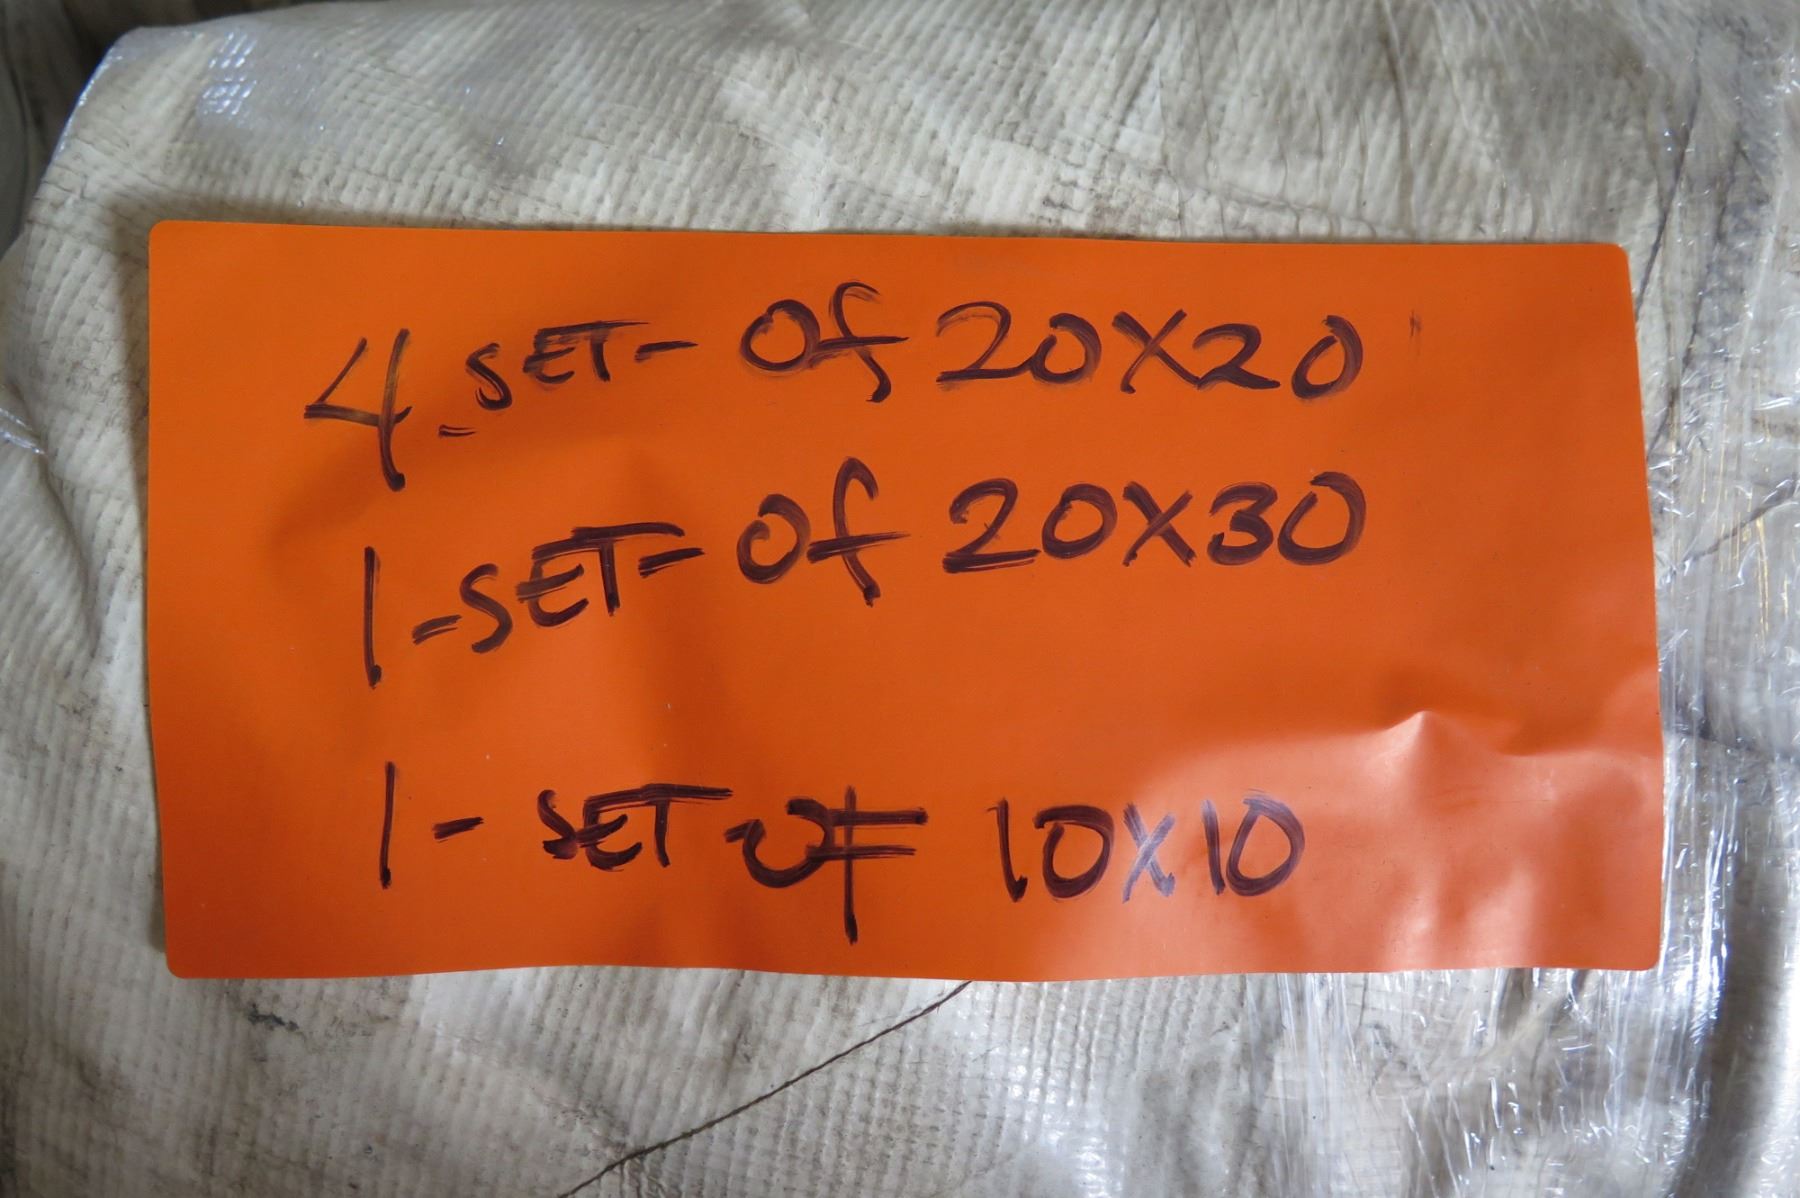 4-SET- Of 20X20
1-SET- Of 20X30
1- SET OF 10X10